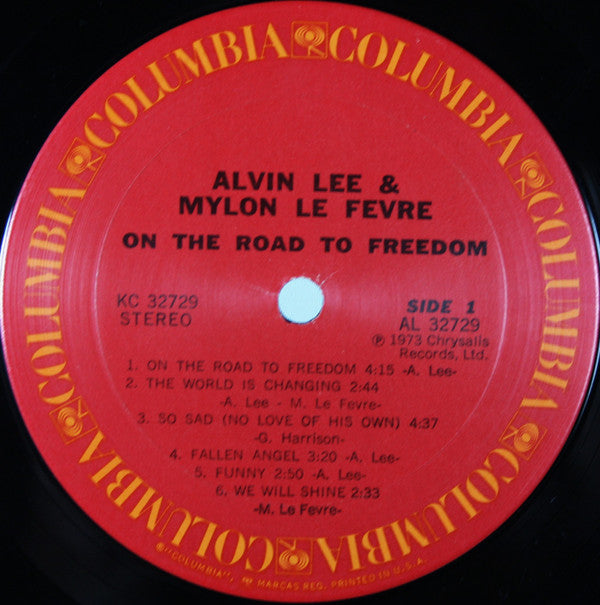 COLUMBIA COLUMBIA COLUMBIA COLUMBIA COLUMBIA COLUMBIA
ALVIN LEE &
MYLON LE FEVRE
ON THE ROAD TO FREEDOM
KC 32729
STEREO
SIDE 1
AL 32729
℗ 1973 Chrysalis
Records, Ltd.
1. ON THE ROAD TO FREEDOM 4:15 -A. Lee-
2. THE WORLD IS CHANGING 2:44
-A. Lee - M. Le Fevre-
3. SO SAD (NO LOVE OF HIS OWN) 4:37
-G. Harrison-
4. FALLEN ANGEL 3:20 -A. Lee-
5. FUNNY 2:50 -A. Lee-
6. WE WILL SHINE 2:33
-M. Le Fevre-
"COLUMBIA", MARCAS REG. PRINTED IN U.S.A.